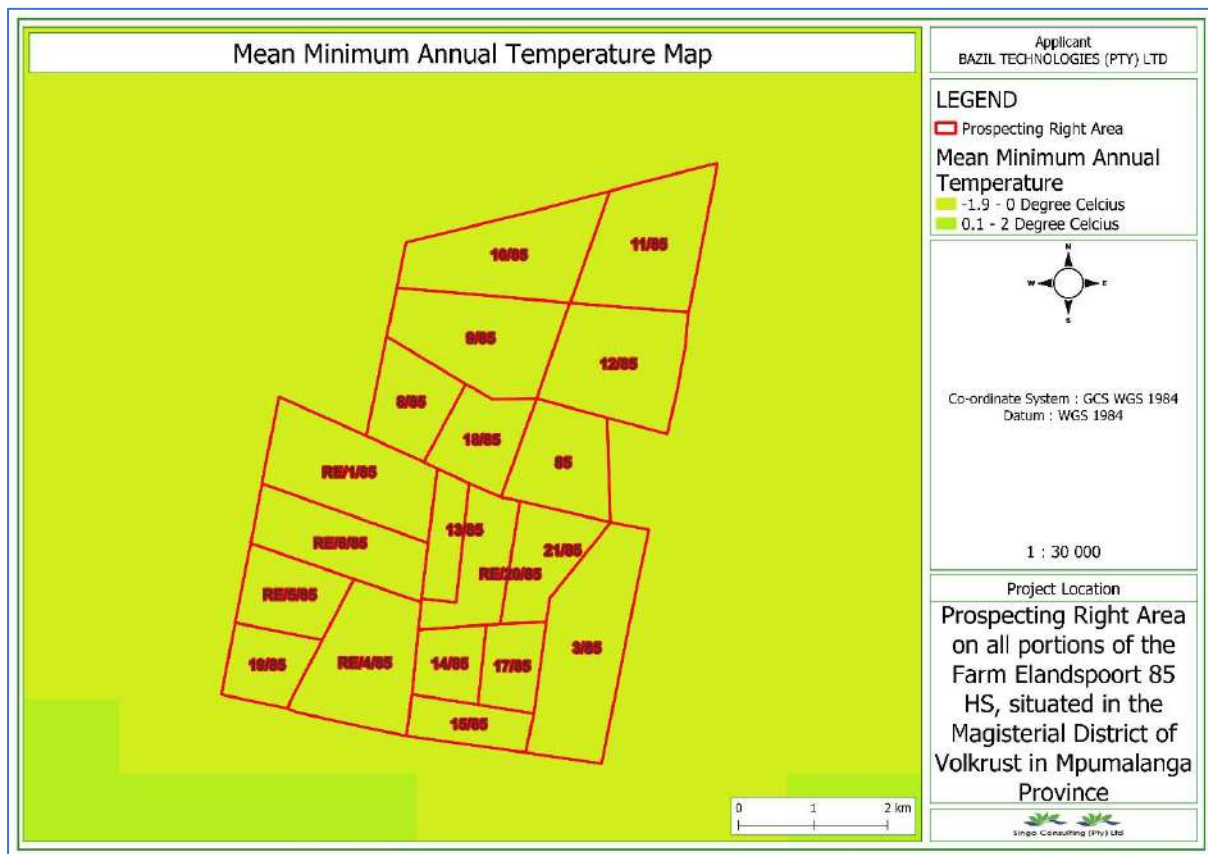 Mean Minimum Annual Temperature Map
Applicant
BAZIL TECHNOLOGIES (PTY) LTD
LEGEND
Prospecting Right Area
Mean Minimum Annual
Temperature
-1.9 - 0 Degree Celcius
0.1 - 2 Degree Celcius
N
W
E
S
Co-ordinate System : GCS WGS 1984
Datum : WGS 1984
1 : 30 000
Project Location
Prospecting Right Area
on all portions of the
Farm Elandspoort 85
HS, situated in the
Magisterial District of
Volkrust in Mpumalanga
Province
Singo Consulting (Pty) Ltd
11/85
10/85
9/85
12/85
8/85
18/85
85
RE/1/85
13/85
RE/6/85
21/85
RE/20/85
RE/5/85
3/85
19/85
RE/4/85
14/85
17/85
15/85
0 1 2 km